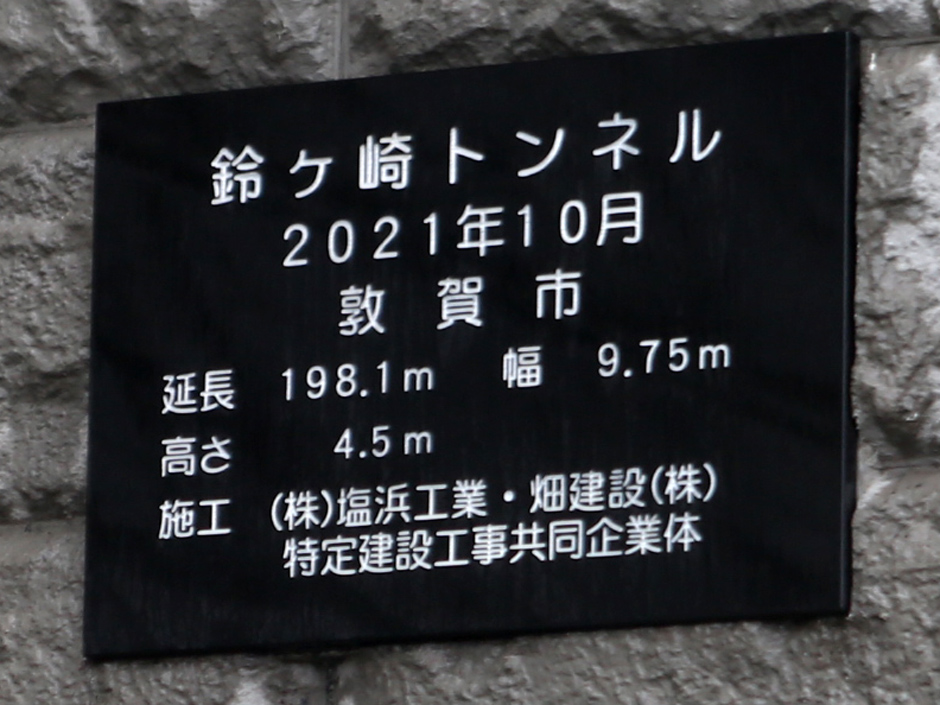 鈴ヶ崎トンネル
2021年10月
敦賀市
延長 198.1m 幅 9.75m
高さ 4.5m
施工 (株)塩浜工業・畑建設(株)
特定建設工事共同企業体